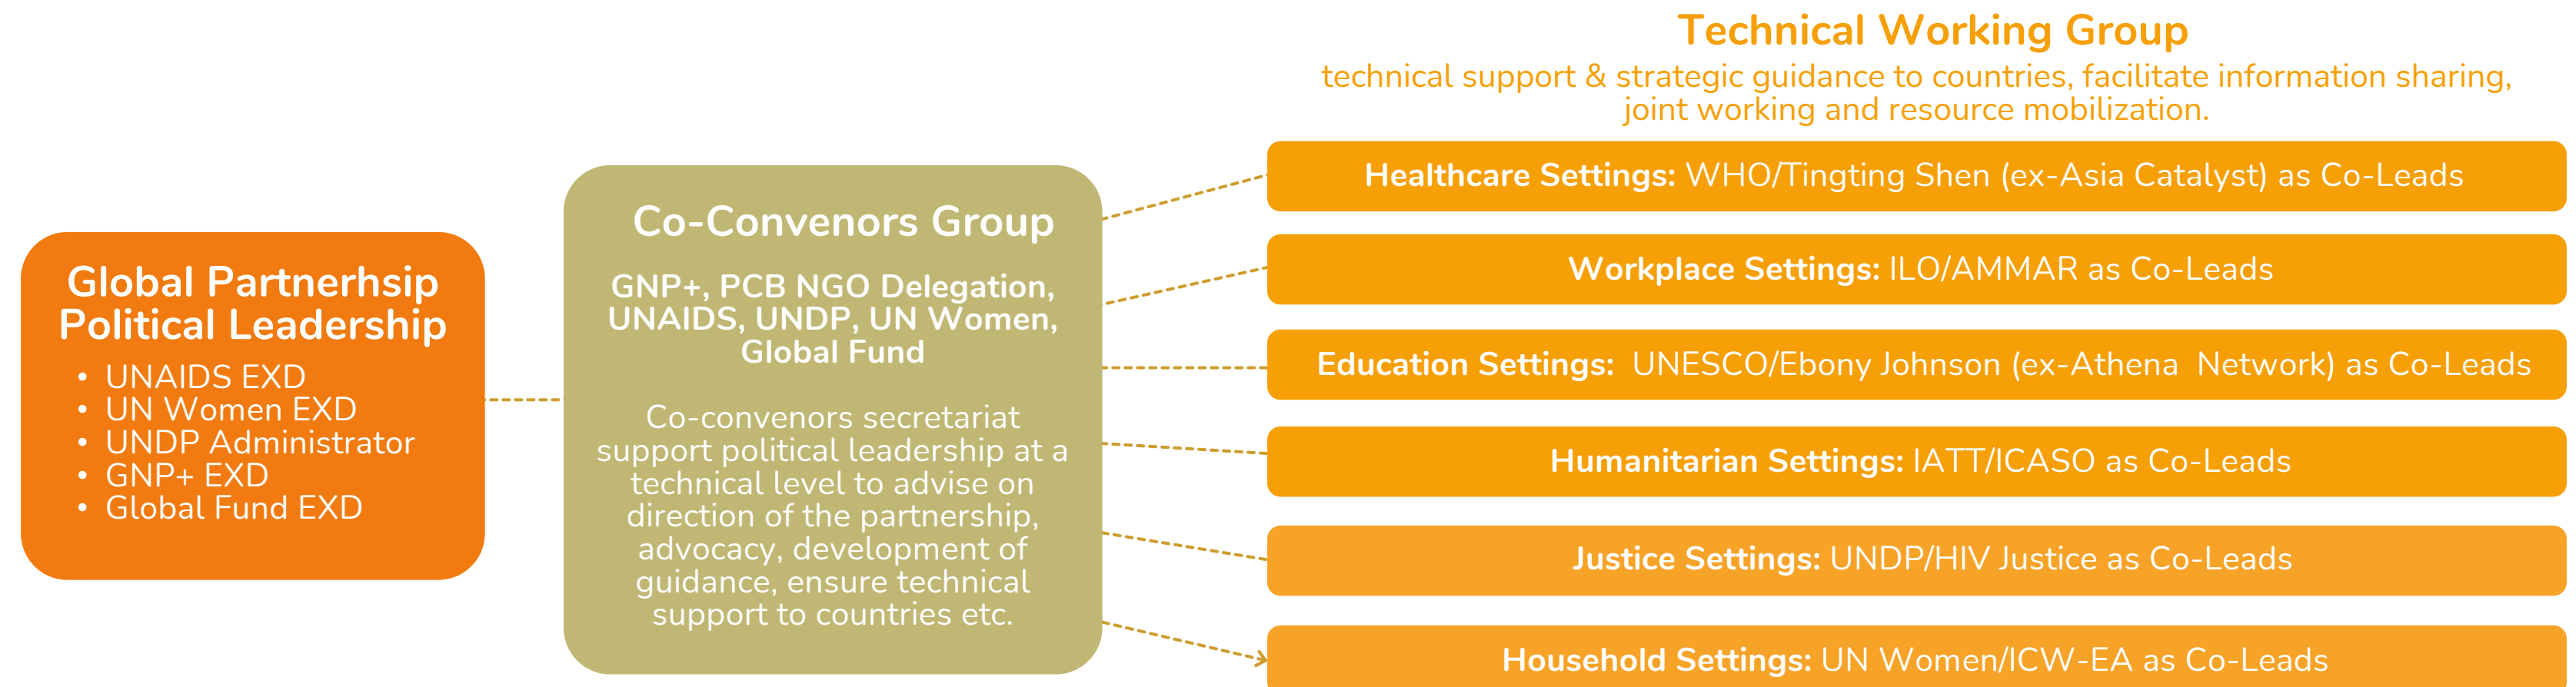 Global Partnerhsip
Political Leadership
• UNAIDS EXD
• UN Women EXD
• UNDP Administrator
• GNP+ EXD
• Global Fund EXD
Co-Convenors Group
GNP+, PCB NGO Delegation,
UNAIDS, UNDP, UN Women,
Global Fund
Co-convenors secretariat
support political leadership at a
technical level to advise on
direction of the partnership,
advocacy, development of
guidance, ensure technical
support to countries etc.
Technical Working Group
technical support & strategic guidance to countries, facilitate information sharing,
joint working and resource mobilization.
Healthcare Settings: WHO/Tingting Shen (ex-Asia Catalyst) as Co-Leads
Workplace Settings: ILO/AMMAR as Co-Leads
Education Settings: UNESCO/Ebony Johnson (ex-Athena Network) as Co-Leads
Humanitarian Settings: IATT/ICASO as Co-Leads
Justice Settings: UNDP/HIV Justice as Co-Leads
Household Settings: UN Women/ICW-EA as Co-Leads